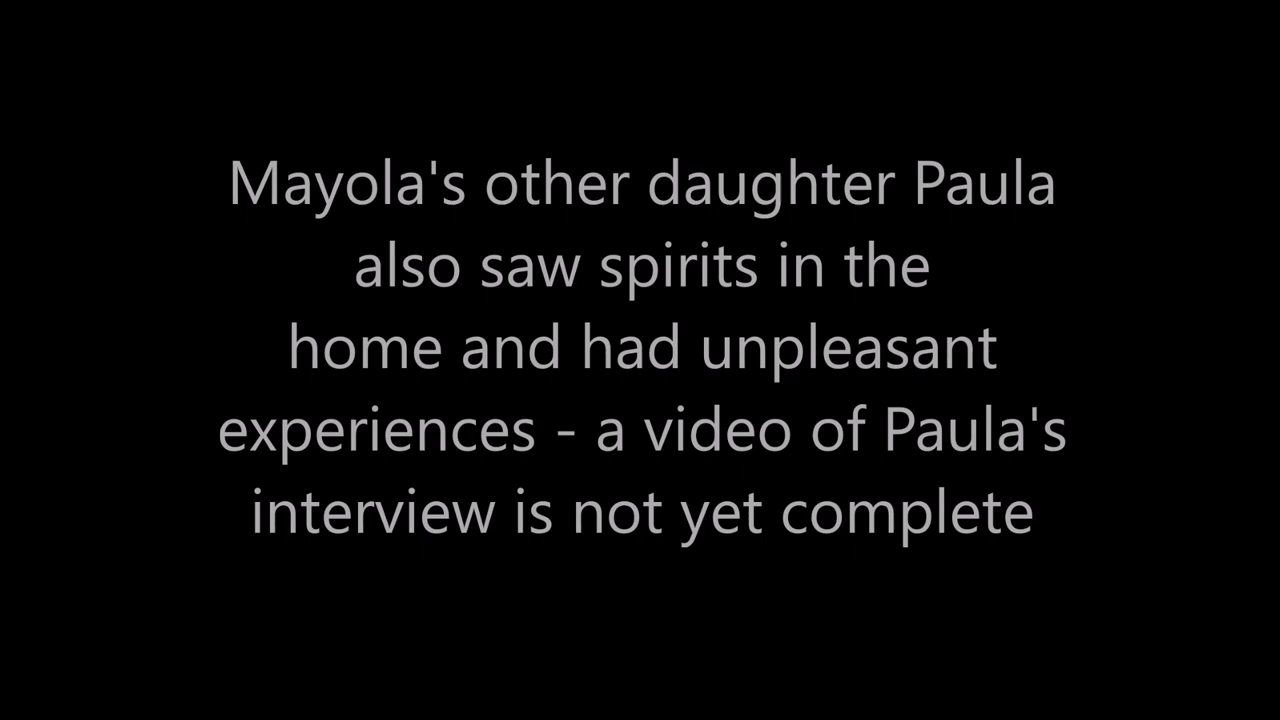 Mayola's other daughter Paula
also saw spirits in the
home and had unpleasant
experiences - a video of Paula's
interview is not yet complete